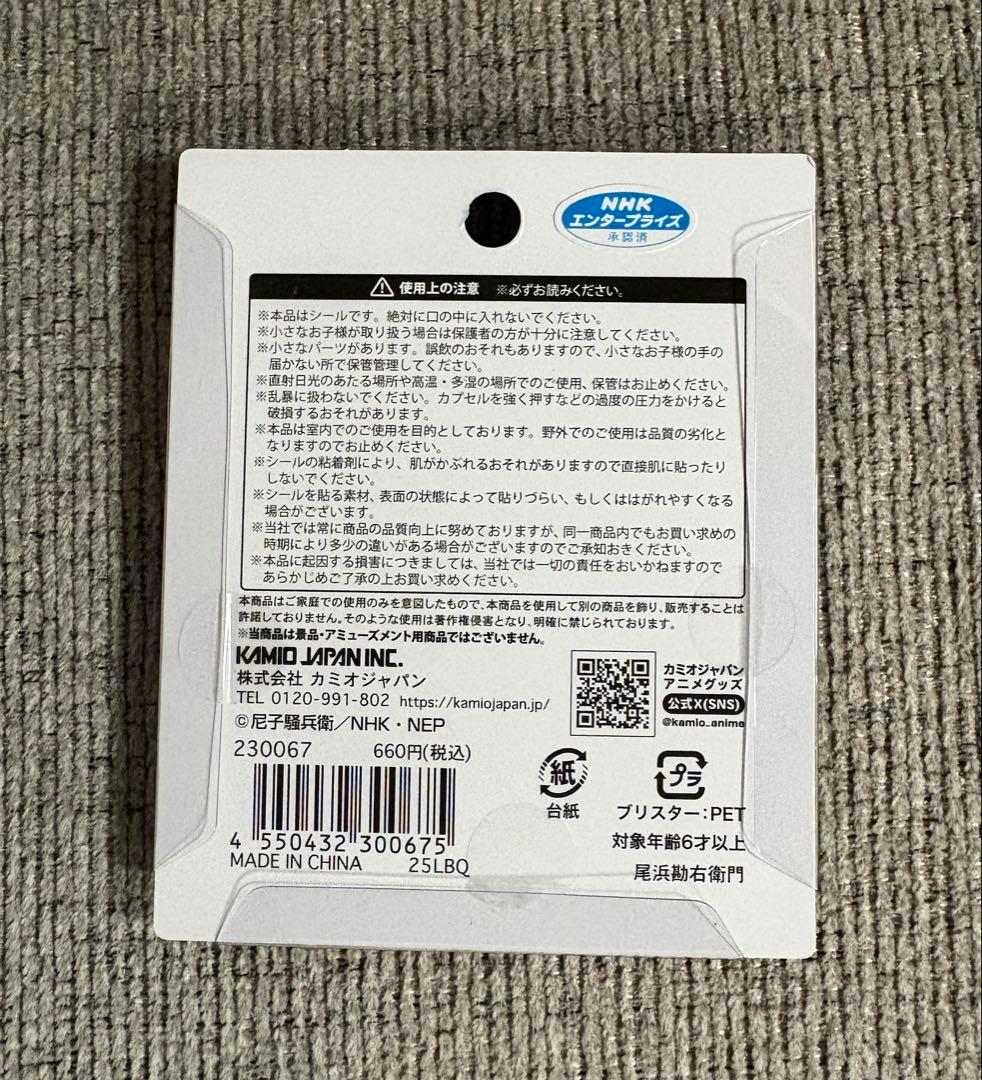 NHK
エンタープライズ
承認済
⚠ 使用上の注意 ※必ずお読みください。
※本品はシールです。絶対に口の中に入れないでください。
※小さなお子様が取り扱う場合は保護者の方が十分に注意してください。
※小さなパーツがあります。誤飲のおそれもありますので、小さなお子様の手の
届かない所で保管管理してください。
※直射日光のあたる場所や高温・多湿の場所でのご使用、保管はお止めください。
※乱暴に扱わないでください。カプセルを強く押すなどの過度の圧力をかけると
破損するおそれがあります。
※本品は室内でのご使用を目的としております。野外でのご使用は品質の劣化と
なりますのでお止めください。
※シールの粘着剤により、肌がかぶれるおそれがありますので直接肌に貼ったり
しないでください。
※シールを貼る素材、表面の状態によって貼りづらい、もしくははがれやすくなる
場合がございます。
※当社では常に商品の品質向上に努めておりますが、同一商品内でもお買い求めの
時期により多少の違いがある場合がございますのでご承知おきください。
※本品に起因する損害につきましては、当社では一切の責任をおいかねますので
あらかじめご了承の上お買い求めください。
本商品はご家庭での使用のみを意図したもので、本商品を使用して別の商品を飾り、販売することは
許諾しておりません。そのような使用は著作権侵害となり、明確に禁じられております。
※当商品は景品・アミューズメント用商品ではございません。
KAMIO JAPAN INC.
株式会社 カミオジャパン
TEL 0120-991-802 https://kamiojapan.jp/
©尼子騒兵衛/NHK・NEP
カミオジャパン
アニメグッズ
公式X(SNS)
@kamio_anime
230067 660円(税込)
4 550432 300675
MADE IN CHINA 25LBQ
紙
台紙
プラ
ブリスター:PET
対象年齢6才以上
尾浜勘右衛門